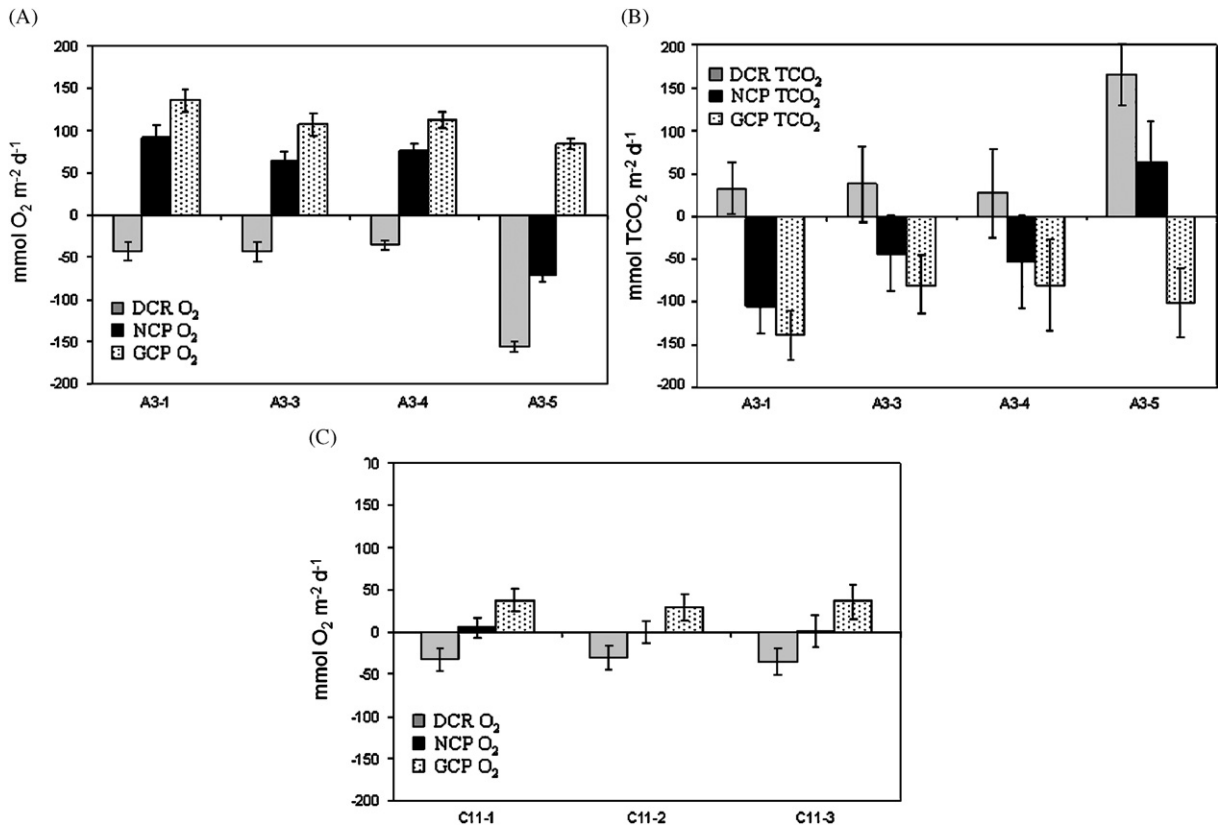 (A)
mmol O2 m-2 d-1
200
150
100
50
0
-50
-100
-150
-200
DCR O2
NCP O2
GCP O2
A3-1 A3-3 A3-4 A3-5
(B)
mmol TCO2 m-2 d-1
200
150
100
50
0
-50
-100
-150
-200
DCR TCO2
NCP TCO2
GCP TCO2
A3-1 A3-3 A3-4 A3-5
(C)
mmol O2 m-2 d-1
00
150
100
50
0
-50
-100
-150
-200
DCR O2
NCP O2
GCP O2
C11-1 C11-2 C11-3